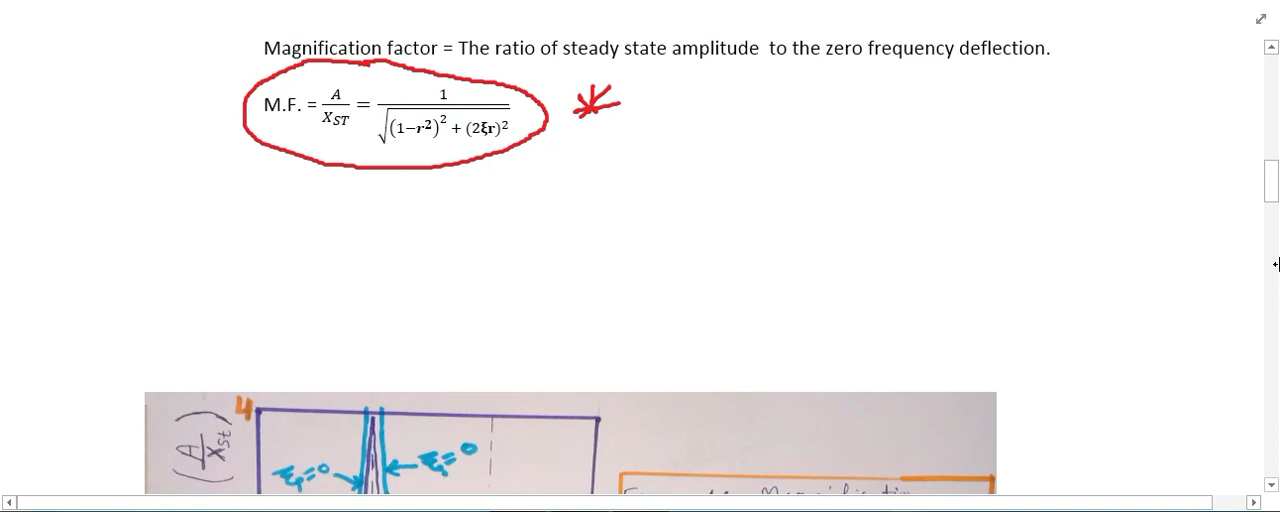 Magnification factor = The ratio of steady state amplitude to the zero frequency deflection.
M.F. = A/X_ST = 1/√((1−r²)² + (2ξr)²)
4
(A/X_st)
ξ=0
ξ=0